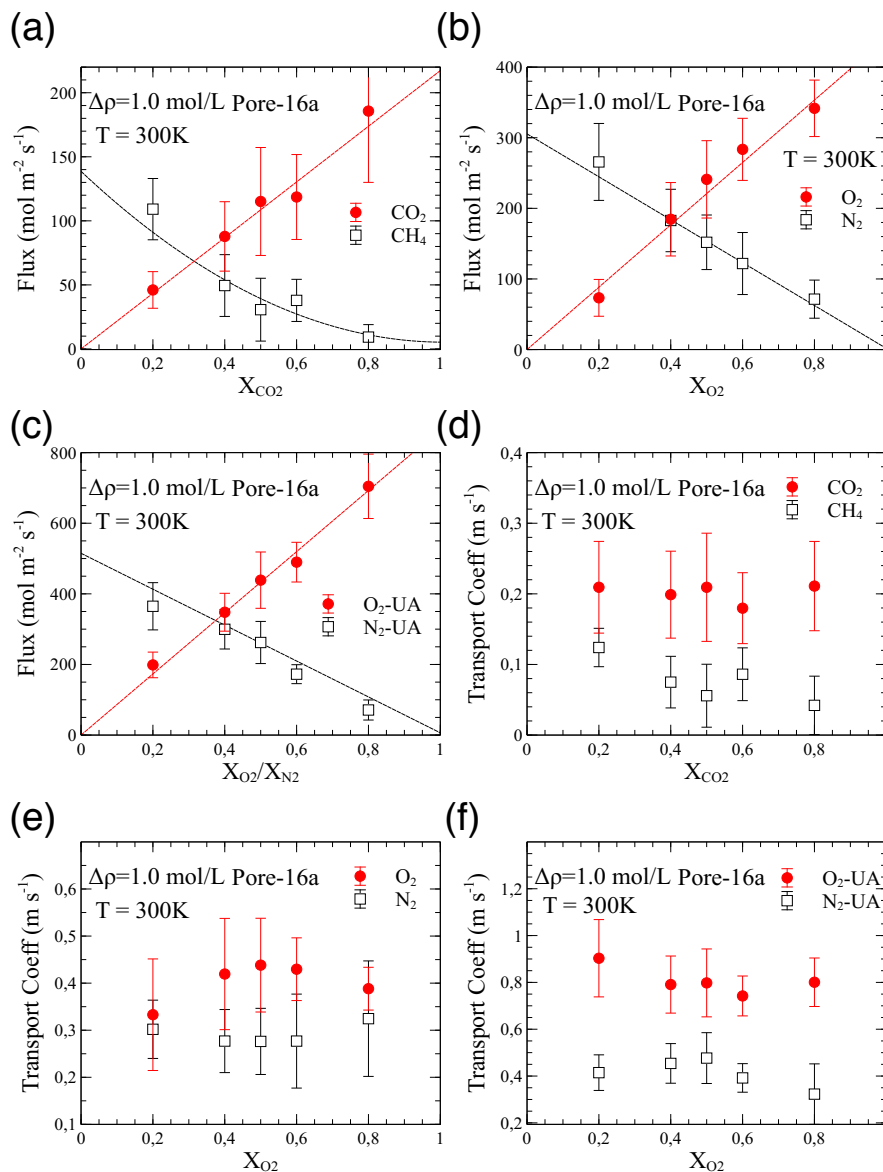 (a)
Δρ=1.0 mol/L Pore-16a
T = 300K
CO2
CH4
Flux (mol m-2 s-1)
0
50
100
150
200
0
0,2
0,4
0,6
0,8
1
XCO2
(b)
Δρ=1.0 mol/L Pore-16a
T = 300K
O2
N2
Flux (mol m-2 s-1)
0
100
200
300
400
0
0,2
0,4
0,6
0,8
1
XO2
(c)
Δρ=1.0 mol/L Pore-16a
T = 300K
O2-UA
N2-UA
Flux (mol m-2 s-1)
0
200
400
600
800
0
0,2
0,4
0,6
0,8
1
XO2/XN2
(d)
Δρ=1.0 mol/L Pore-16a
T = 300K
CO2
CH4
Transport Coeff (m s-1)
0
0,1
0,2
0,3
0,4
0
0,2
0,4
0,6
0,8
XCO2
(e)
Δρ=1.0 mol/L Pore-16a
T = 300K
O2
N2
Transport Coeff (m s-1)
0,1
0,2
0,3
0,4
0,5
0,6
0
0,2
0,4
0,6
0,8
1
XO2
(f)
Δρ=1.0 mol/L Pore-16a
T = 300K
O2-UA
N2-UA
Transport Coeff (m s-1)
0,2
0,4
0,6
0,8
1
1,2
0
0,2
0,4
0,6
0,8
XO2